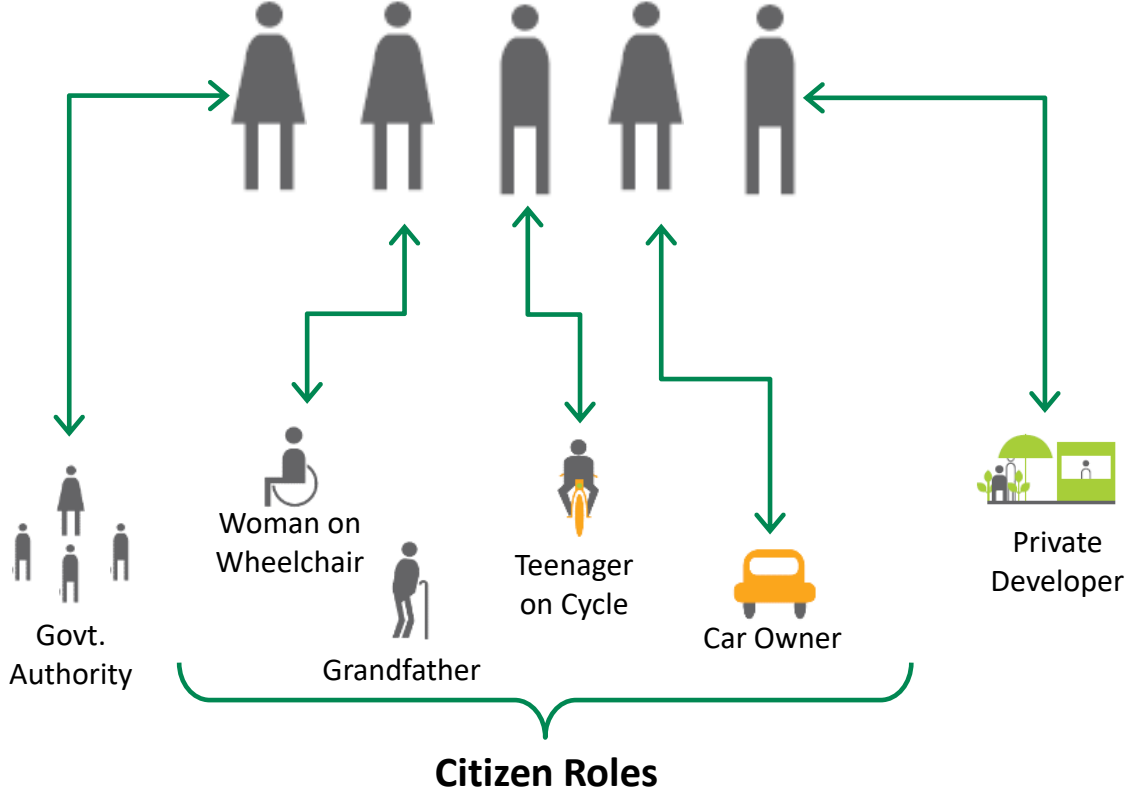 Govt.
Authority
Woman on
Wheelchair
Grandfather
Teenager
on Cycle
Car Owner
Private
Developer
Citizen Roles